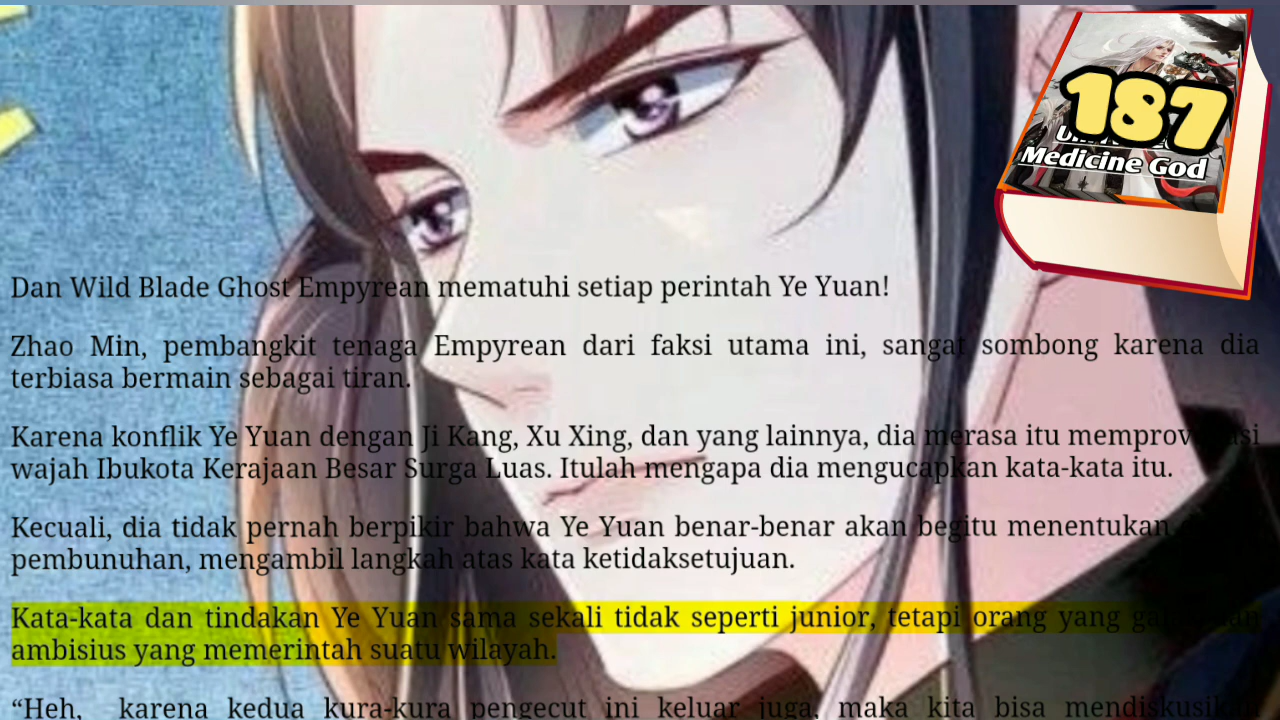 187
Medicine God
Dan Wild Blade Ghost Empyrean mematuhi setiap perintah Ye Yuan!
Zhao Min, pembangkit tenaga Empyrean dari faksi utama ini, sangat sombong karena dia
terbiasa bermain sebagai tiran.
Karena konflik Ye Yuan dengan Ji Kang, Xu Xing, dan yang lainnya, dia merasa itu
wajah Ibukota Kerajaan Besar Surga Luas. Itulah mengapa dia mengucapkan kata-kata itu.
Kecuali, dia tidak pernah berpikir bahwa Ye Yuan benar-benar akan begitu menentukan
pembunuhan, mengambil langkah atas kata ketidaksetujuan.
Kata-kata dan tindakan Ye Yuan sama sekali tidak seperti junior, tetapi orang yang
ambisius yang memerintah suatu wilayah.
“Heh, karena kedua kura-kura pengecut ini keluar juga, maka kita bisa